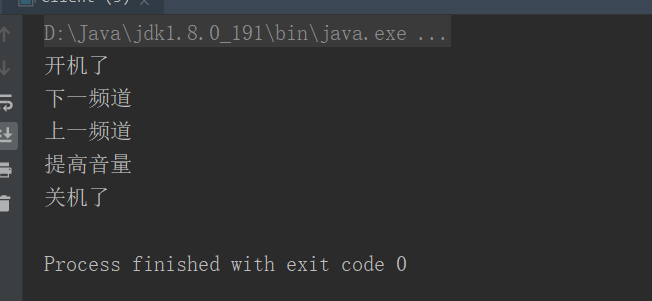 Client (5)
D:\Java\jdk1.8.0_191\bin\java.exe ...
开机了
下一频道
上一频道
提高音量
关机了
Process finished with exit code 0